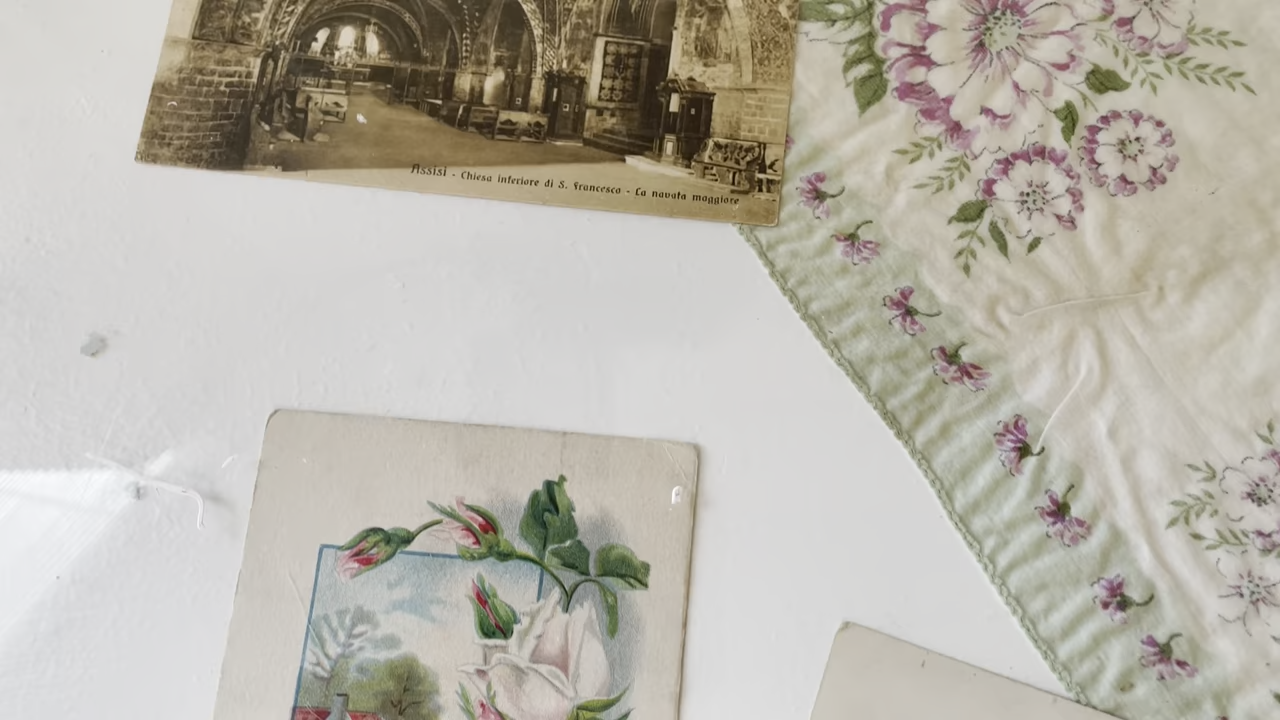 Assisi - Chiesa inferiore di S. Francesco - La navata maggiore